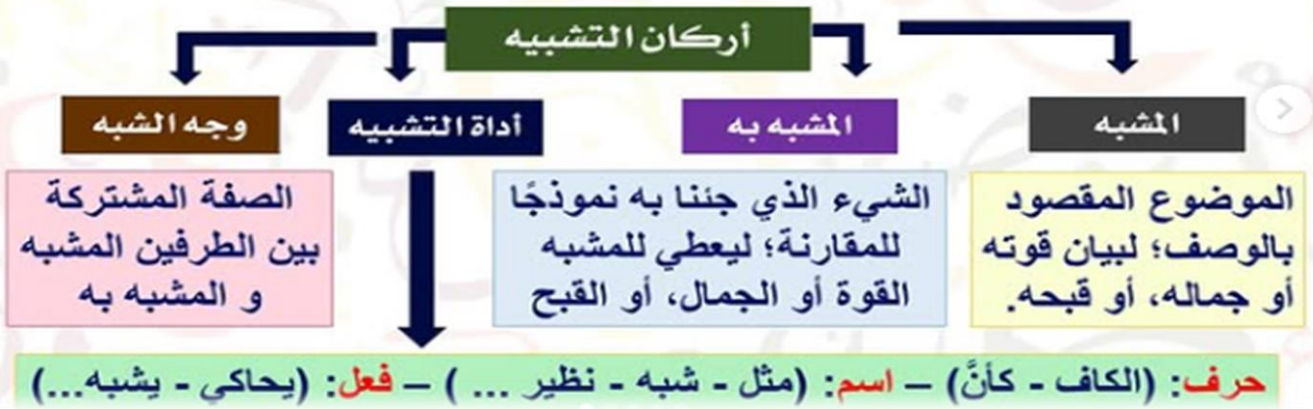 أركان التشبيه
المشبه
المشبه به
أداة التشبيه
وجه الشبه
الموضوع المقصود
بالوصف؛ لبيان قوته
أو جماله، أو قبحه.
الشيء الذي جئنا به نموذجًا
للمقارنة؛ ليعطي للمشبه
القوة أو الجمال، أو القبح
الصفة المشتركة
بين الطرفين المشبه
و المشبه به
حرف: (الكاف - كأنَّ) – اسم: (مثل - شبه - نظير ... ) – فعل: (يحاكي - يشبه...)